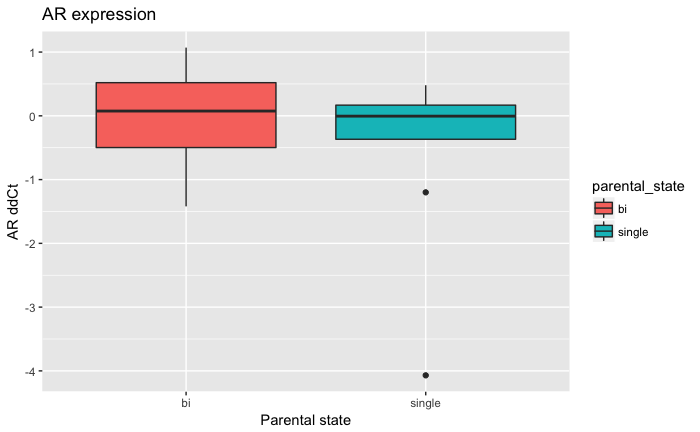 AR expression
1
0
-1
-2
-3
-4
AR ddCt
bi
single
Parental state
parental_state
bi
single